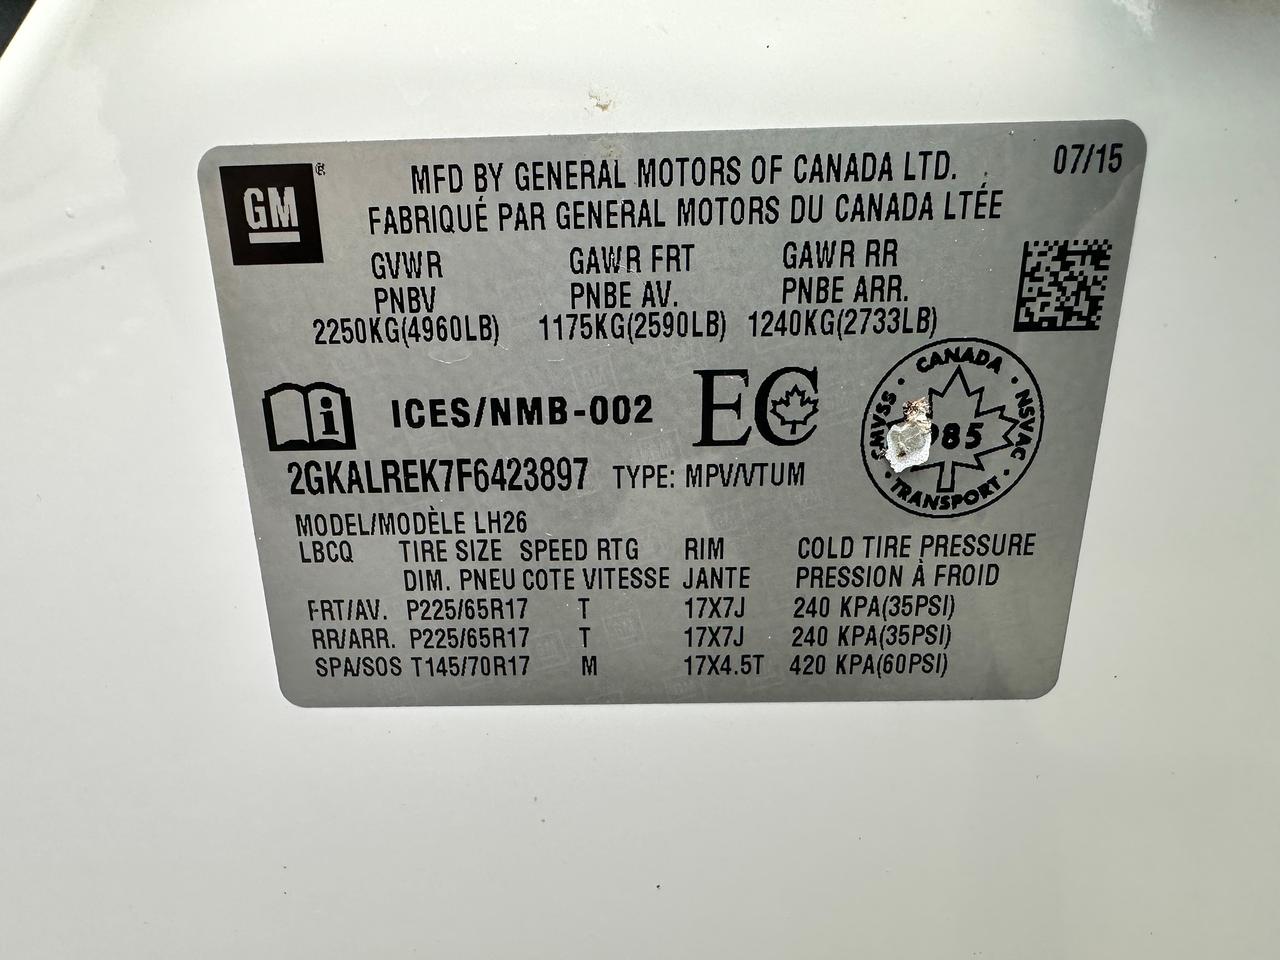 GM ®
MFD BY GENERAL MOTORS OF CANADA LTD. 07/15
FABRIQUÉ PAR GENERAL MOTORS DU CANADA LTÉE
GVWR GAWR FRT GAWR RR
PNBV PNBE AV. PNBE ARR.
2250KG(4960LB) 1175KG(2590LB) 1240KG(2733LB)
i ICES/NMB-002 EC
CANADA · NSVAC · TRANSPORT · SMVSS ·
85
2GKALREK7F6423897 TYPE: MPV/VTUM
MODEL/MODÈLE LH26
LBCQ TIRE SIZE SPEED RTG RIM COLD TIRE PRESSURE
DIM. PNEU COTE VITESSE JANTE PRESSION À FROID
FRT/AV. P225/65R17 T 17X7J 240 KPA(35PSI)
RR/ARR. P225/65R17 T 17X7J 240 KPA(35PSI)
SPA/SOS T145/70R17 M 17X4.5T 420 KPA(60PSI)